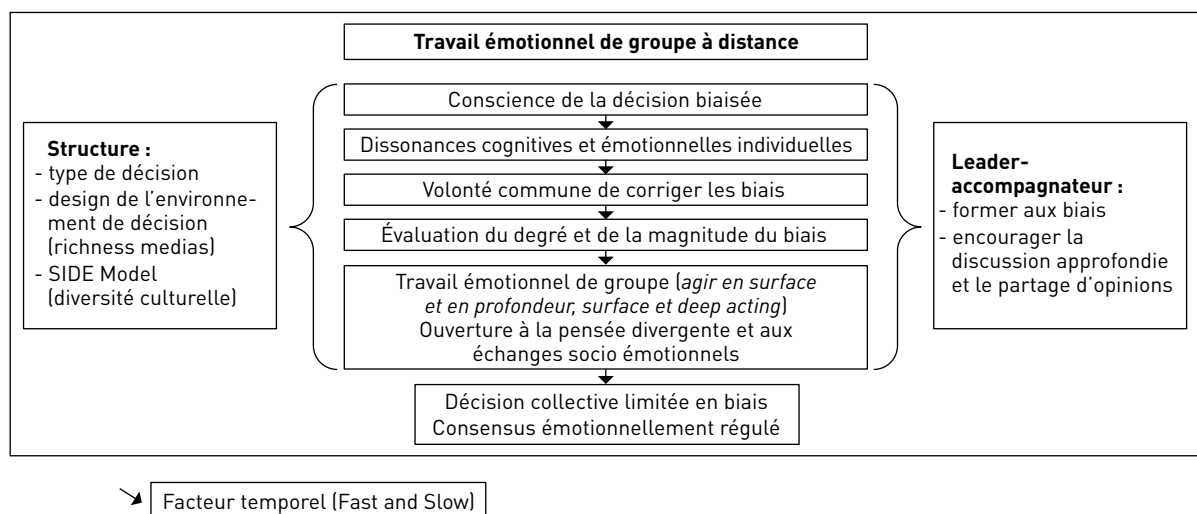 Travail émotionnel de groupe à distance
Conscience de la décision biaisée
Dissonances cognitives et émotionnelles individuelles
Volonté commune de corriger les biais
Évaluation du degré et de la magnitude du biais
Travail émotionnel de groupe (agir en surface
et en profondeur, surface et deep acting)
Ouverture à la pensée divergente et aux
échanges socio émotionnels
Décision collective limitée en biais
Consensus émotionnellement régulé
Structure :
- type de décision
- design de l'environne-
ment de décision
(richness medias)
- SIDE Model
(diversité culturelle)
Leader-
accompagnateur :
- former aux biais
- encourager la
discussion approfondie
et le partage d'opinions
Facteur temporel (Fast and Slow)